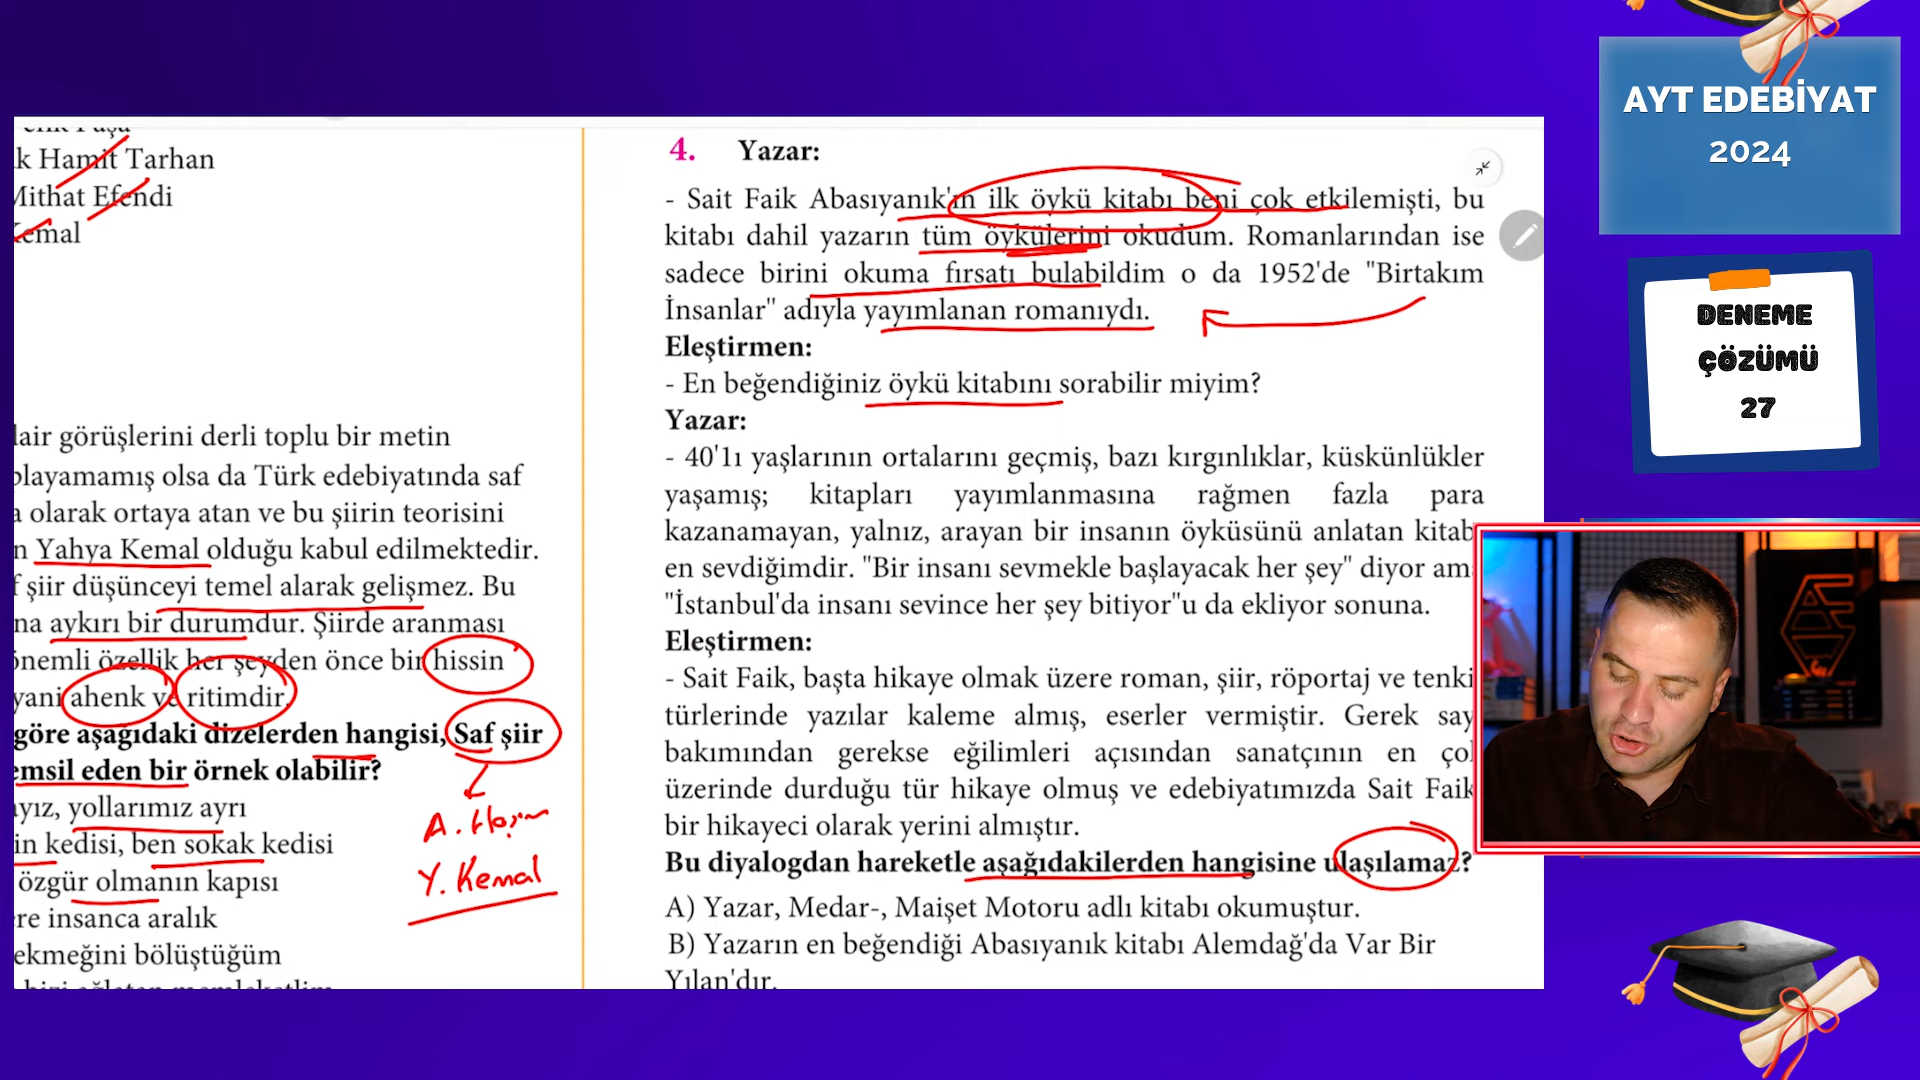 k Hamit Tarhan
Mithat Efendi
Kemal
lair görüşlerini derli toplu bir metin
playamamış olsa da Türk edebiyatında saf
a olarak ortaya atan ve bu şiirin teorisini
n Yahya Kemal olduğu kabul edilmektedir.
f şiir düşünceyi temel alarak gelişmez. Bu
na aykırı bir durumdur. Şiirde aranması
önemli özellik her şeyden önce bir hissin
yani ahenk ve ritimdir.
göre aşağıdaki dizelerden hangisi, Saf şiir
emsil eden bir örnek olabilir?
yız, yollarımız ayrı
in kedisi, ben sokak kedisi
özgür olmanın kapısı
re insanca aralık
ekmeğini bölüştüğüm
A. Haşim
Y. Kemal
4. Yazar:
- Sait Faik Abasıyanık'ın ilk öykü kitabı beni çok etkilemişti, bu
kitabı dahil yazarın tüm öykülerini okudum. Romanlarından ise
sadece birini okuma fırsatı bulabildim o da 1952'de "Birtakım
İnsanlar" adıyla yayımlanan romanıydı.
Eleştirmen:
- En beğendiğiniz öykü kitabını sorabilir miyim?
Yazar:
- 40'lı yaşlarının ortalarını geçmiş, bazı kırgınlıklar, küskünlükler
yaşamış; kitapları yayımlanmasına rağmen fazla para
kazanamayan, yalnız, arayan bir insanın öyküsünü anlatan kitab
en sevdiğimdir. "Bir insanı sevmekle başlayacak her şey" diyor am
"İstanbul'da insanı sevince her şey bitiyor"u da ekliyor sonuna.
Eleştirmen:
- Sait Faik, başta hikaye olmak üzere roman, şiir, röportaj ve tenki
türlerinde yazılar kaleme almış, eserler vermiştir. Gerek say
bakımından gerekse eğilimleri açısından sanatçının en ço
üzerinde durduğu tür hikaye olmuş ve edebiyatımızda Sait Faik
bir hikayeci olarak yerini almıştır.
Bu diyalogdan hareketle aşağıdakilerden hangisine ulaşılamaz?
A) Yazar, Medar-, Maişet Motoru adlı kitabı okumuştur.
B) Yazarın en beğendiği Abasıyanık kitabı Alemdağ'da Var Bir
Yılan'dır.
AYT EDEBİYAT
2024
DENEME
ÇÖZÜMÜ
27